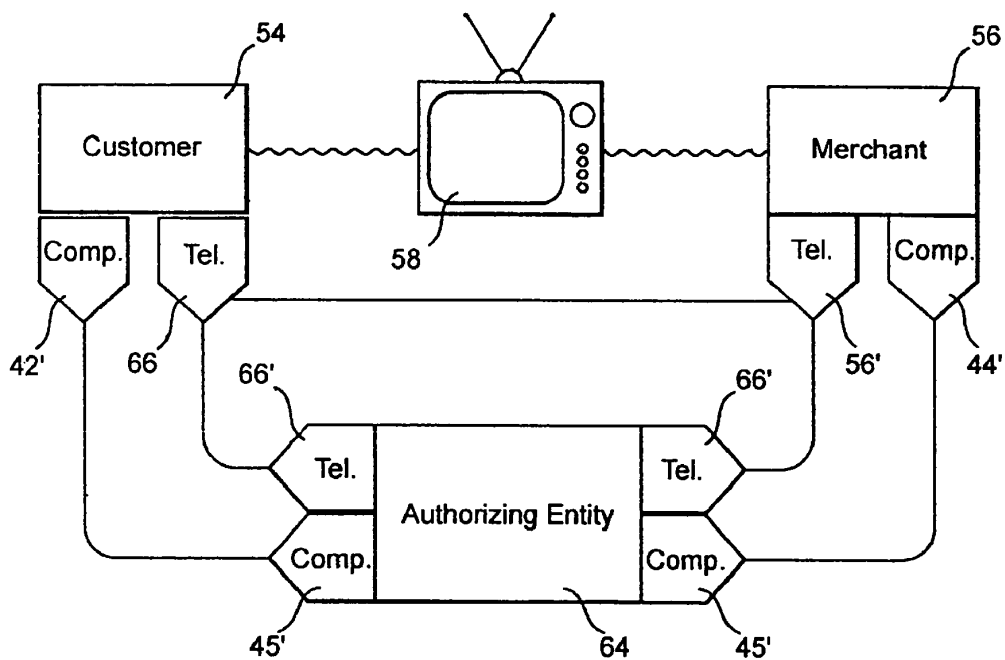 54
56
Customer
Merchant
58
Comp.
Tel.
Tel.
Comp.
42'
66
56'
44'
66'
66'
Tel.
Tel.
Authorizing Entity
Comp.
Comp.
45'
64
45'